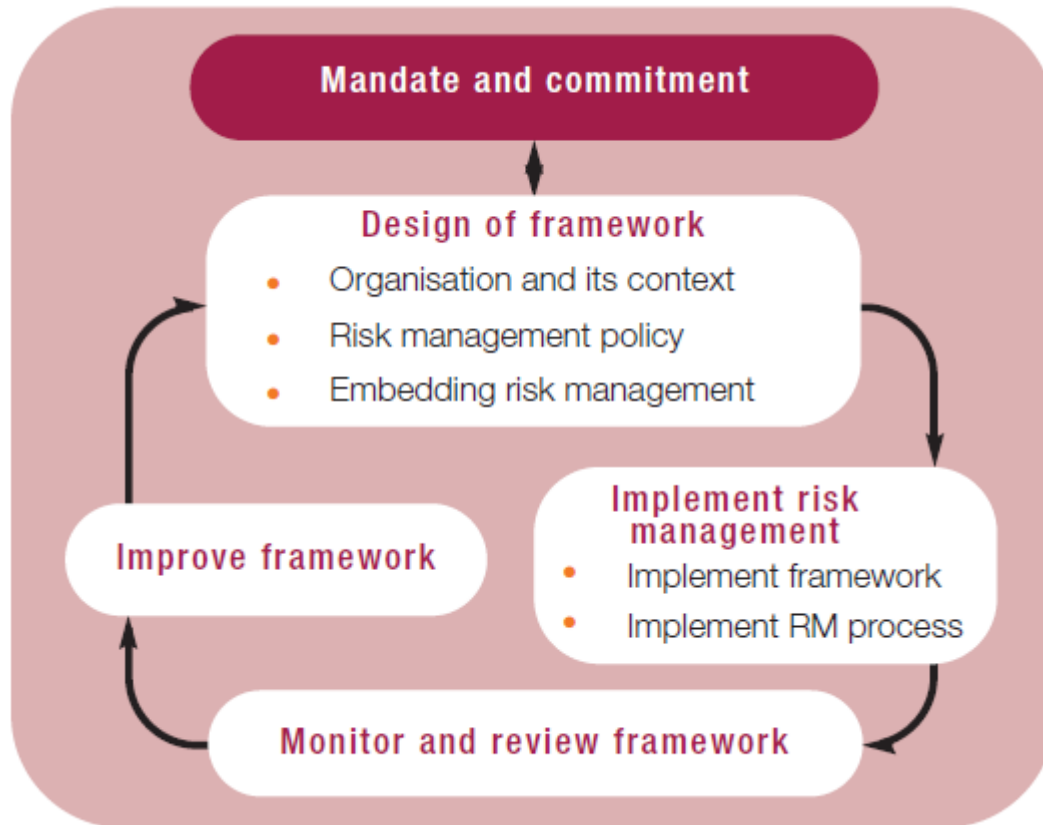 Mandate and commitment
Design of framework
• Organisation and its context
• Risk management policy
• Embedding risk management
Implement risk
management
• Implement framework
• Implement RM process
Improve framework
Monitor and review framework